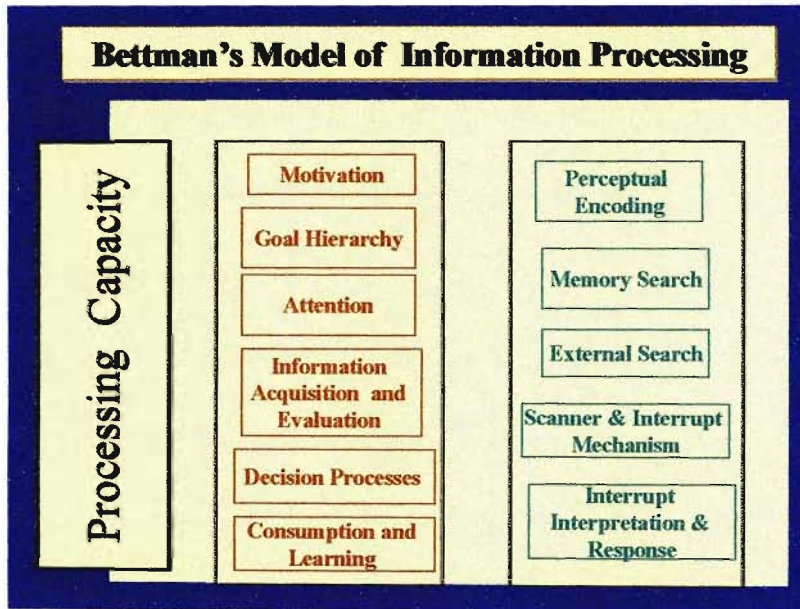 Bettman's Model of Information Processing
Processing Capacity
Motivation
Goal Hierarchy
Attention
Information
Acquisition and
Evaluation
Decision Processes
Consumption and
Learning
Perceptual
Encoding
Memory Search
External Search
Scanner & Interrupt
Mechanism
Interrupt
Interpretation &
Response